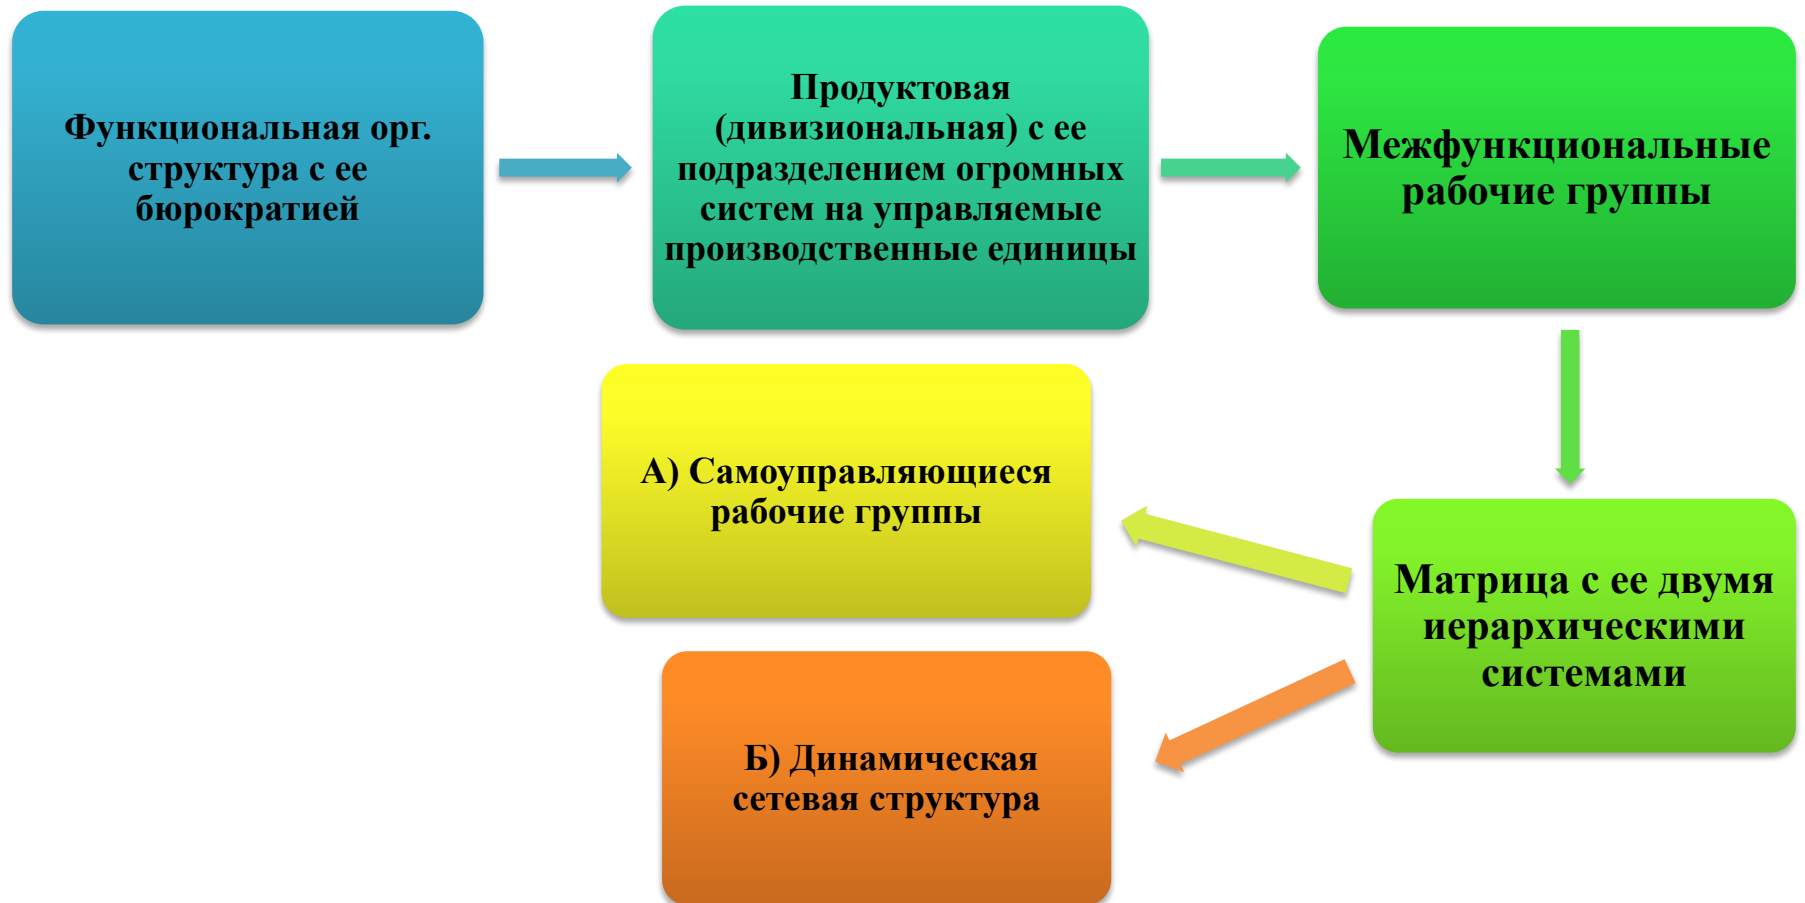 Функциональная орг.
структура с ее
бюрократией
Продуктовая
(дивизиональная) с ее
подразделением огромных
систем на управляемые
производственные единицы
Межфункциональные
рабочие группы
Матрица с ее двумя
иерархическими
системами
А) Самоуправляющиеся
рабочие группы
Б) Динамическая
сетевая структура